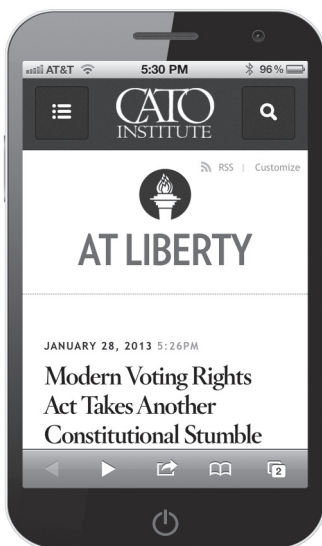 AT&T 5:30 PM 96%
CATO
INSTITUTE
RSS | Customize
AT LIBERTY
JANUARY 28, 2013 5:26PM
Modern Voting Rights
Act Takes Another
Constitutional Stumble
2